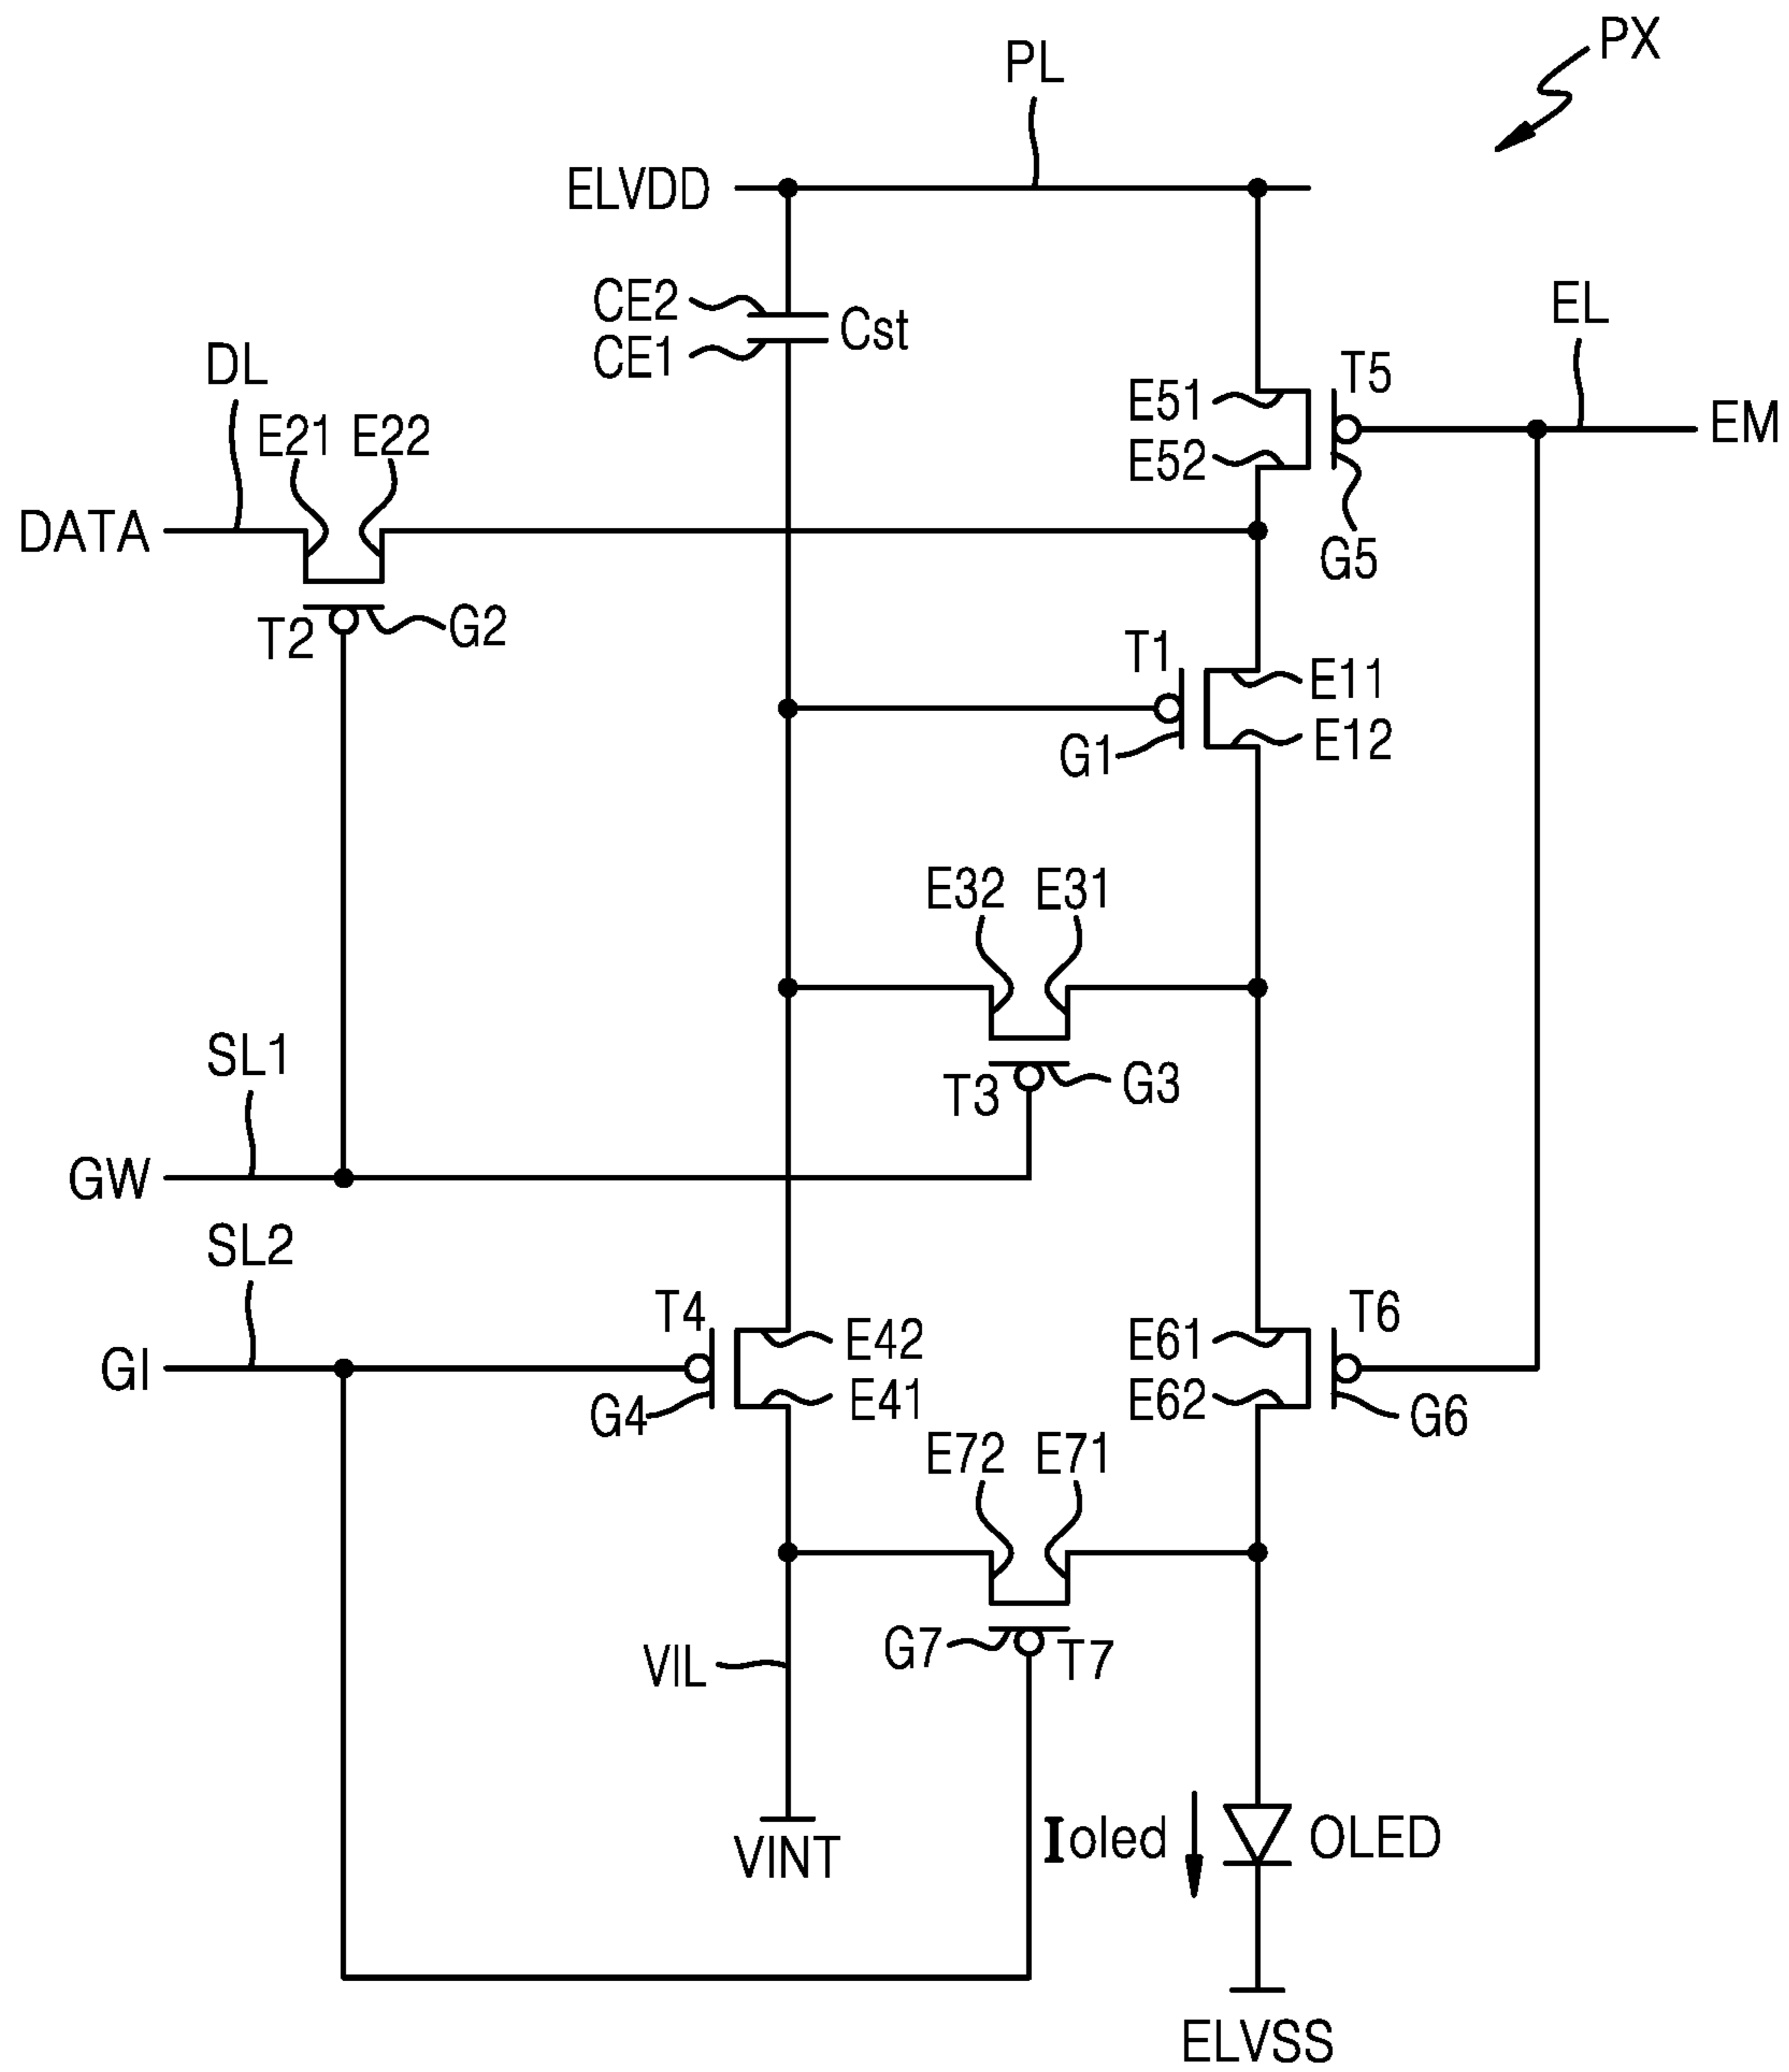 PX
PL
ELVDD
CE2
CE1
Cst
EL
DL
T5
E51
E52
EM
E21 E22
DATA
G5
T2
G2
T1
E11
G1
E12
E32 E31
SL1
T3
G3
GW
SL2
T4
E42
E61
T6
GI
G4
E41
E62
G6
E72 E71
G7
T7
VIL
VINT
Ioled
OLED
ELVSS